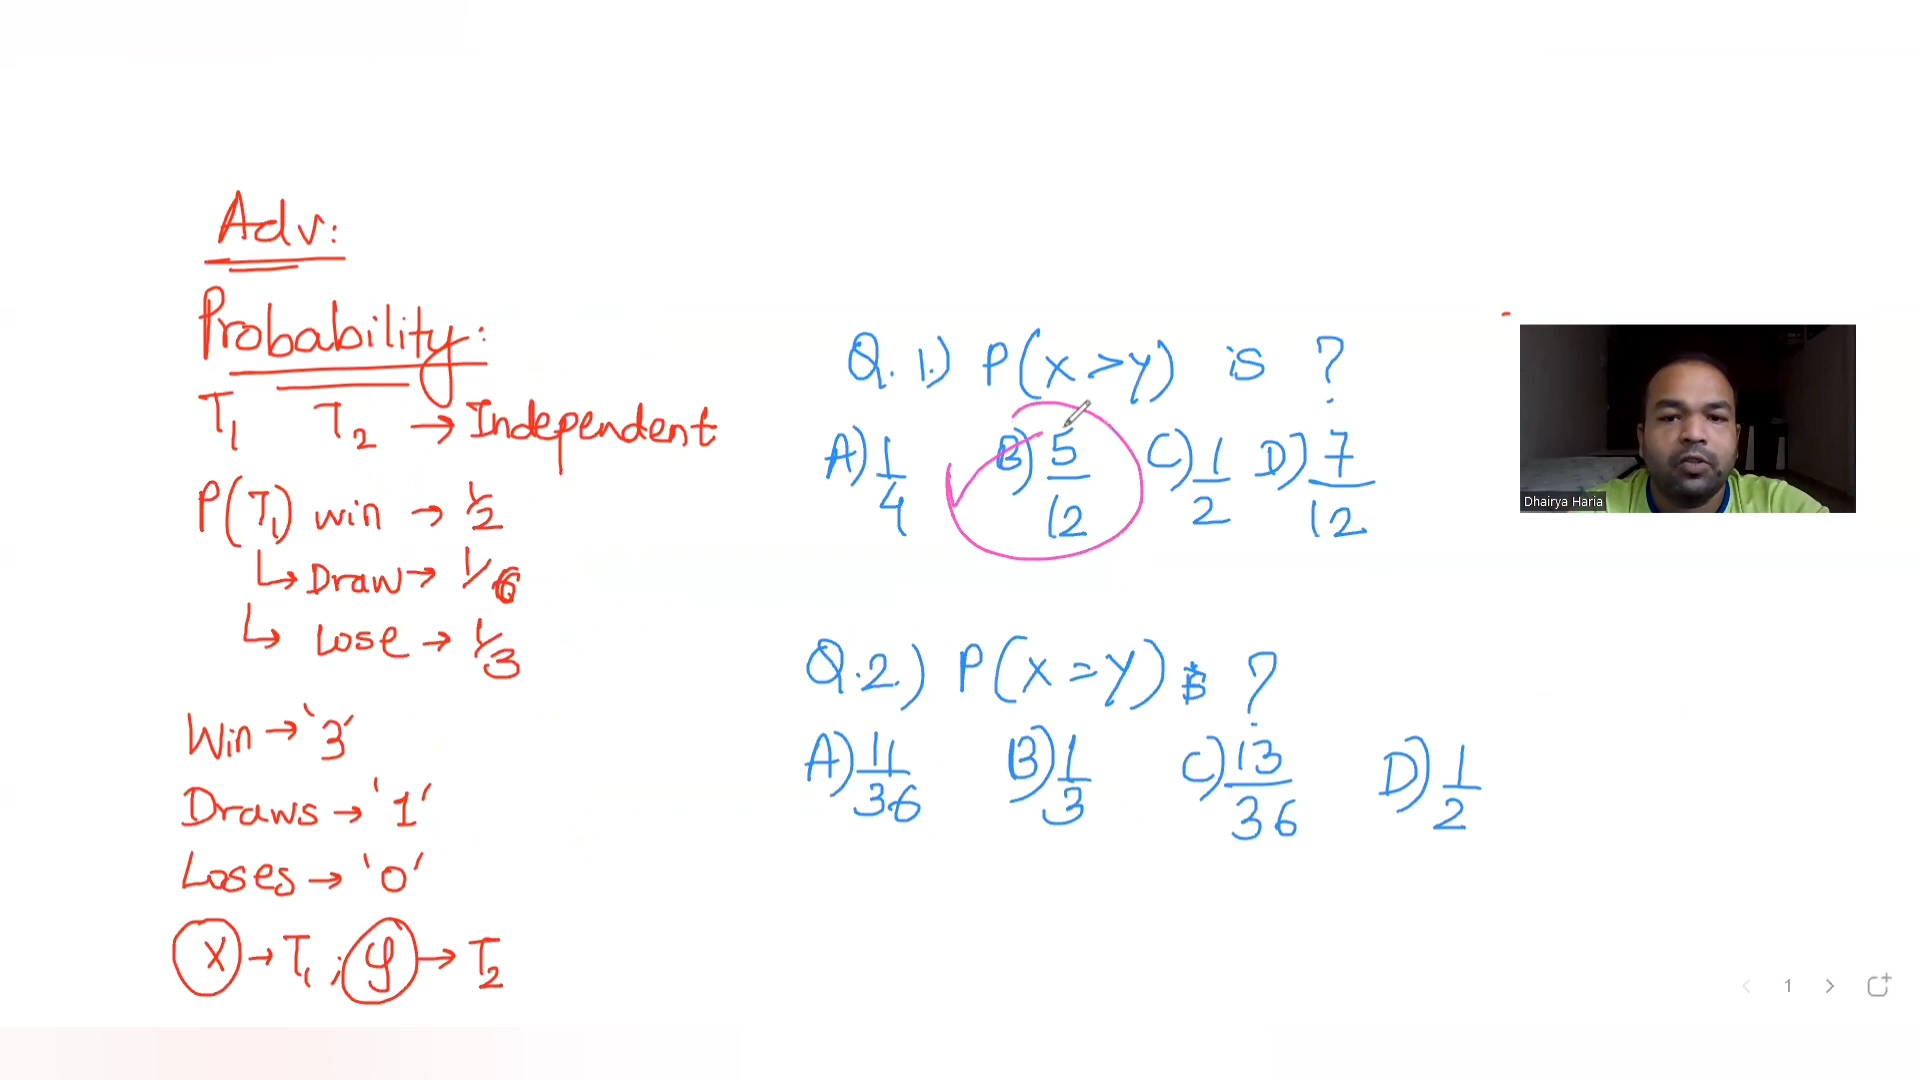 Adv:
Probability:
T1 T2 → Independent
P(T1) win → 1/2
↳ Draw → 1/6
↳ Lose → 1/3
Win → '3'
Draws → '1'
Loses → '0'
X → T1 ; Y → T2
Q.1.) P(X>Y) is ?
A) 1/4 B) 5/12 C) 1/2 D) 7/12
Q.2.) P(X=Y) is ?
A) 11/36 B) 1/3 C) 13/36 D) 1/2
Dhairya Haria
1